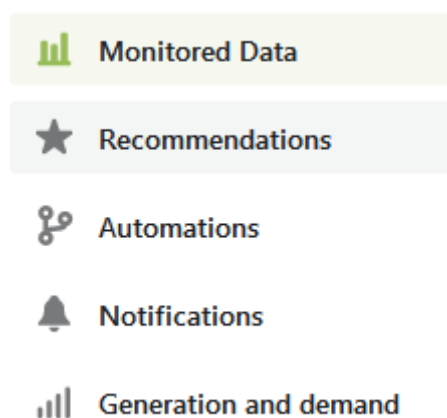 Monitored Data
Recommendations
Automations
Notifications
Generation and demand